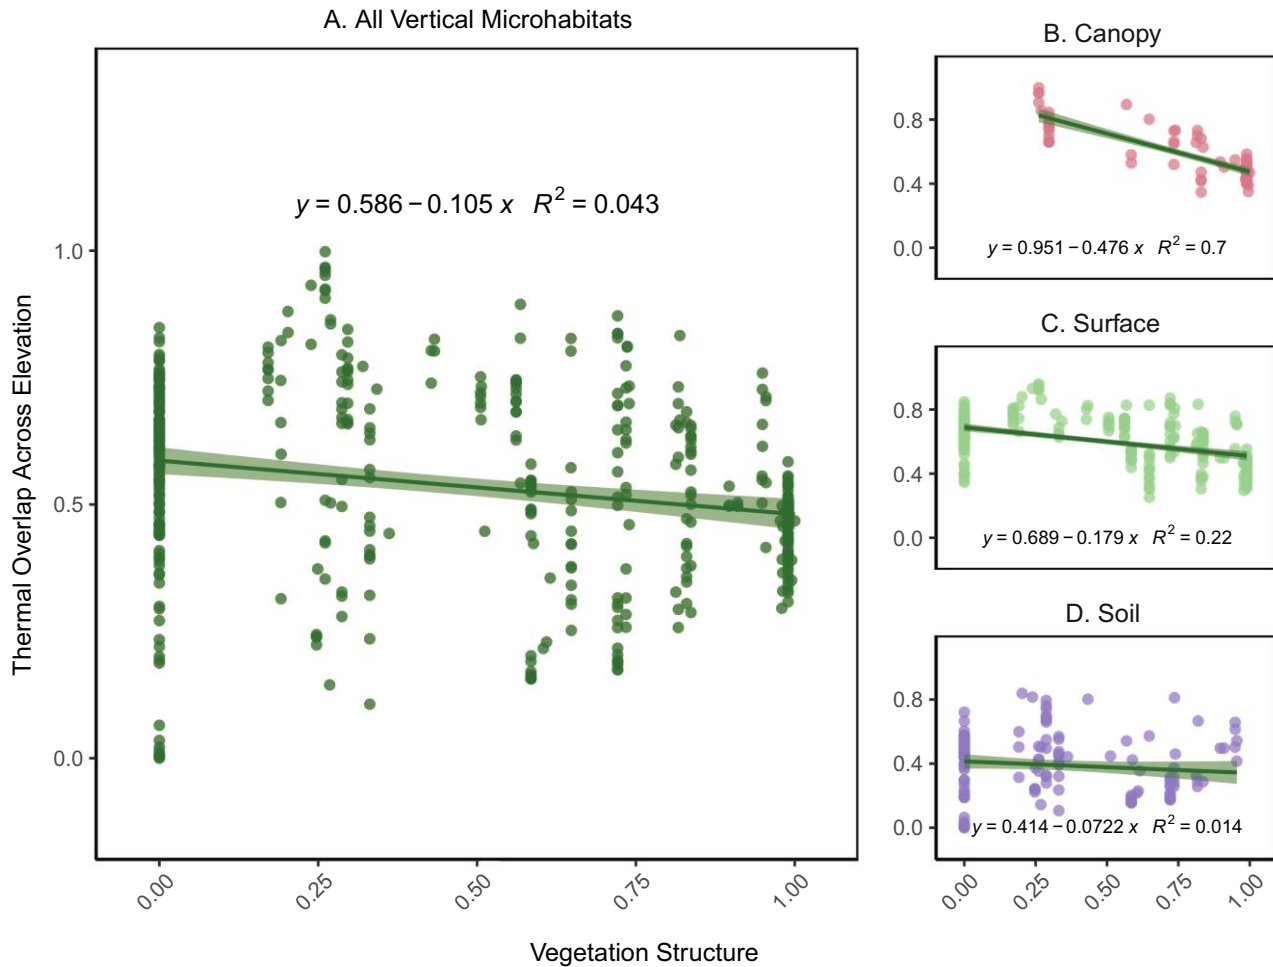 A. All Vertical Microhabitats
y = 0.586 − 0.105 x R² = 0.043
1.0
0.5
0.0
Thermal Overlap Across Elevation
0.00
0.25
0.50
0.75
1.00
B. Canopy
0.8
0.4
0.0
y = 0.951 − 0.476 x R² = 0.7
C. Surface
0.8
0.4
0.0
y = 0.689 − 0.179 x R² = 0.22
D. Soil
0.8
0.4
0.0
y = 0.414 − 0.0722 x R² = 0.014
0.00
0.25
0.50
0.75
1.00
Vegetation Structure